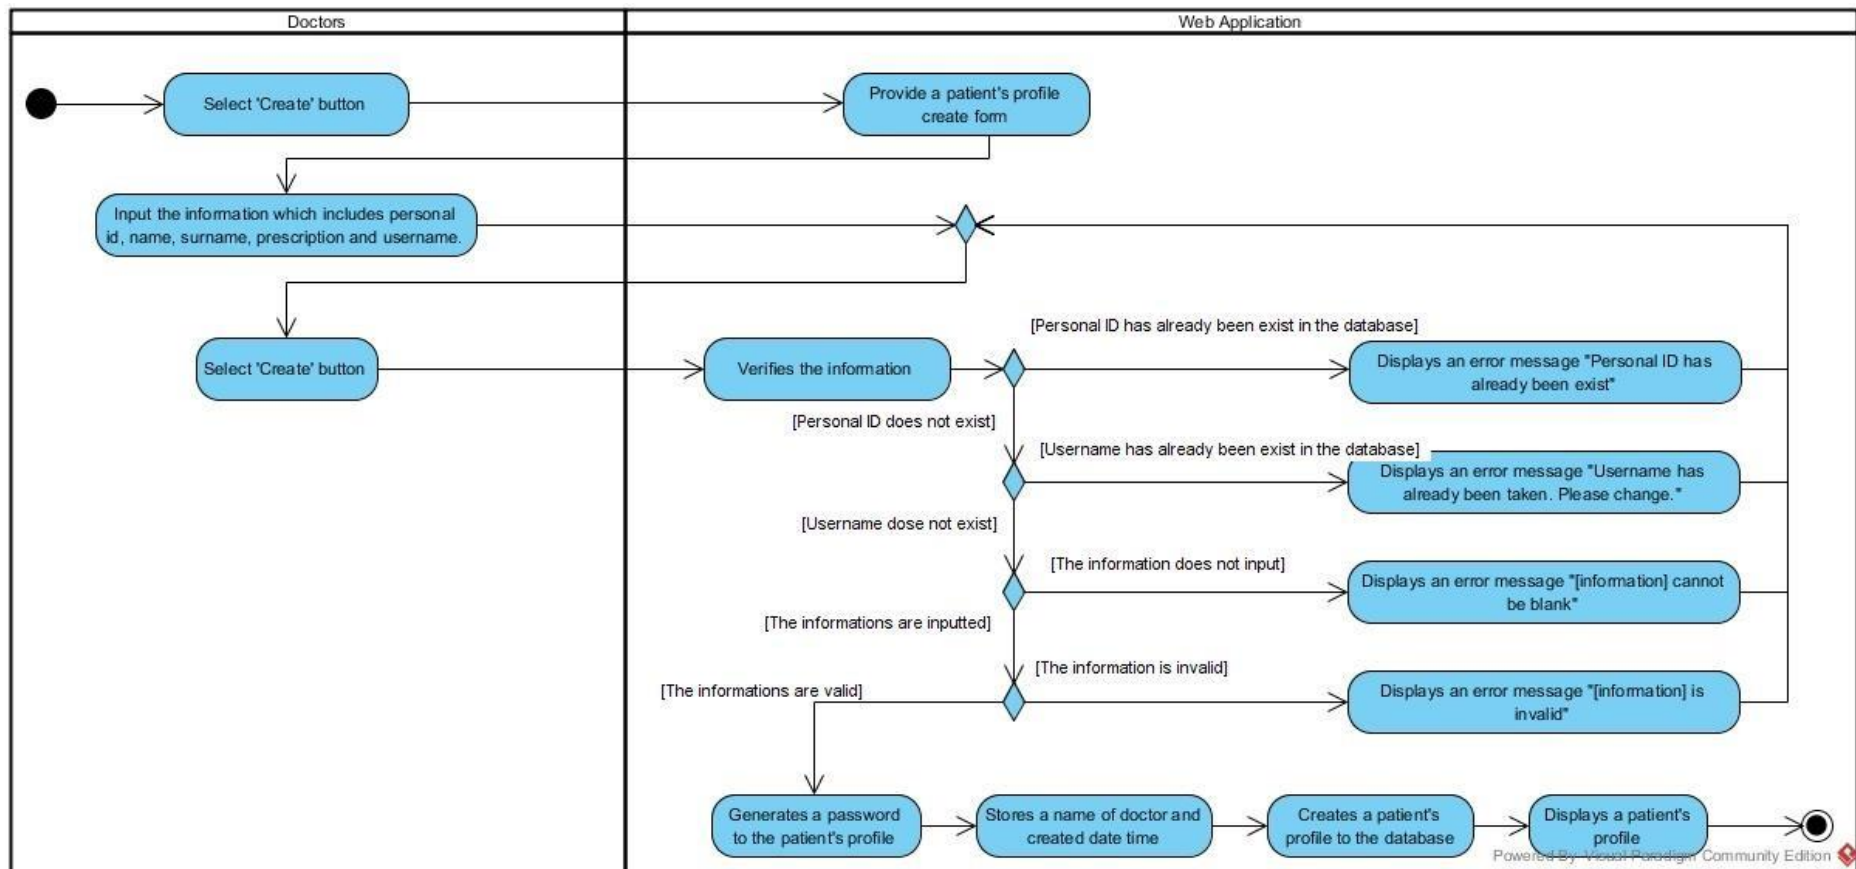 Doctors
Web Application
Select 'Create' button
Provide a patient's profile
create form
Input the information which includes personal
id, name, surname, prescription and username.
[Personal ID has already been exist in the database]
Select 'Create' button
Verifies the information
Displays an error message "Personal ID has
already been exist"
[Personal ID does not exist]
[Username has already been exist in the database]
Displays an error message "Username has
already been taken. Please change."
[Username dose not exist]
[The information does not input]
Displays an error message "[information] cannot
be blank"
[The informations are inputted]
[The information is invalid]
[The informations are valid]
Displays an error message "[information] is
invalid"
Generates a password
to the patient's profile
Stores a name of doctor and
created date time
Creates a patient's
profile to the database
Displays a patient's
profile
Powered By Visual Paradigm Community Edition